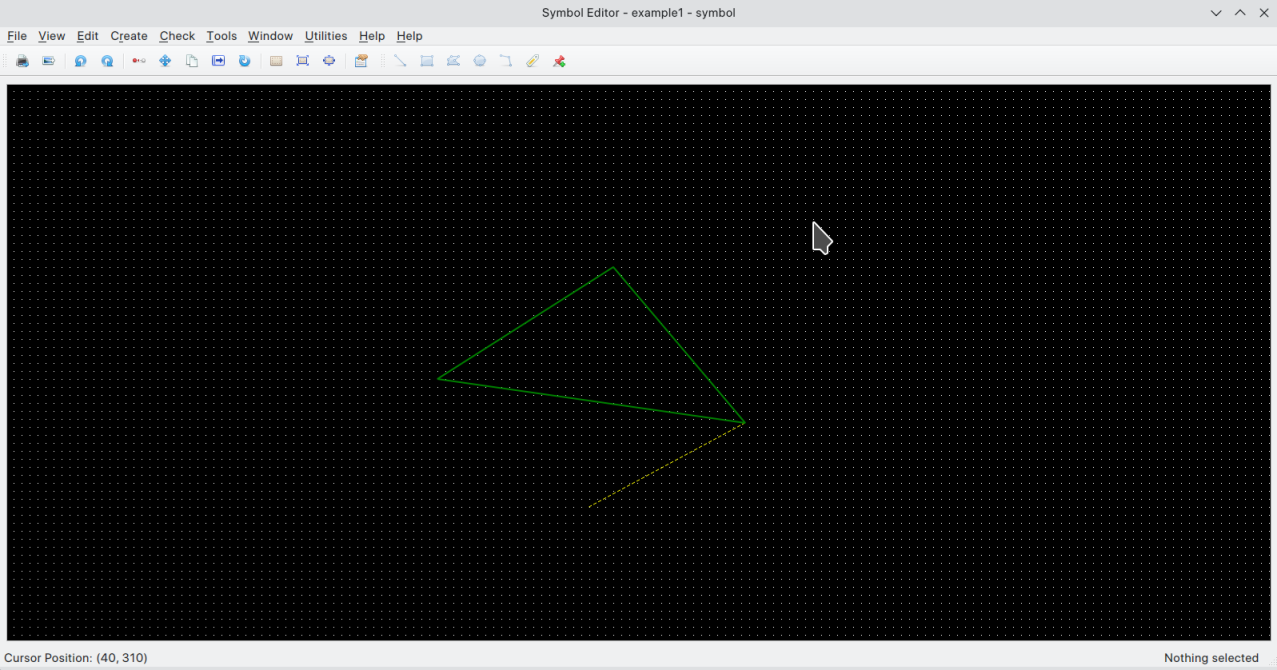 Symbol Editor - example1 - symbol
File View Edit Create Check Tools Window Utilities Help Help
Cursor Position: (40, 310)
Nothing selected